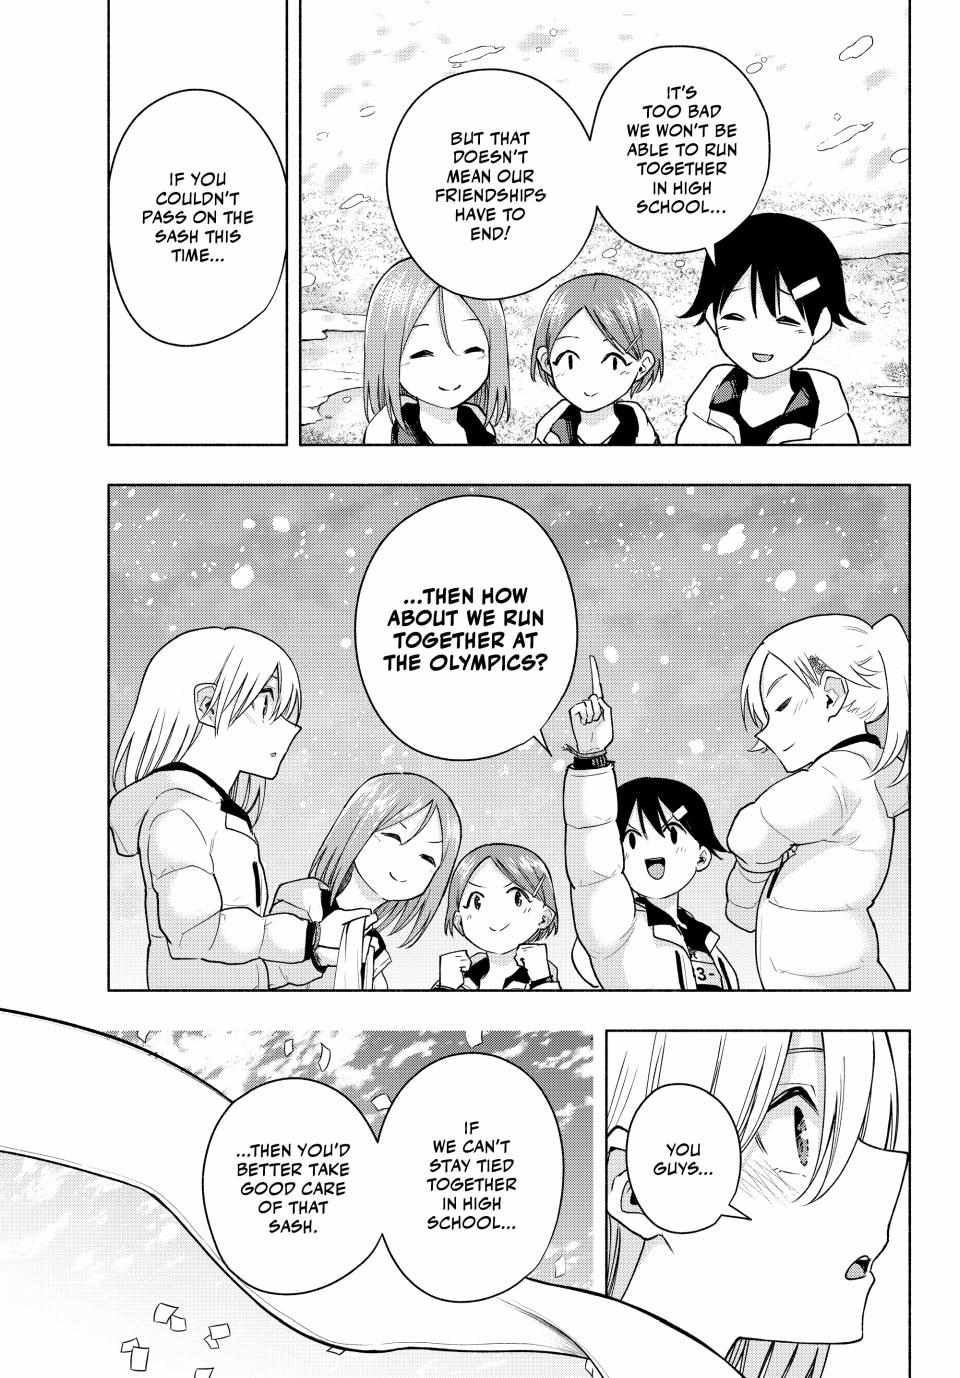 IT'S
TOO BAD
WE WON'T BE
ABLE TO RUN
TOGETHER
IN HIGH
SCHOOL...
BUT THAT
DOESN'T
MEAN OUR
FRIENDSHIPS
HAVE TO
END!
IF YOU
COULDN'T
PASS ON THE
SASH THIS
TIME...
...THEN HOW
ABOUT WE RUN
TOGETHER AT
THE OLYMPICS?
3-
YOU
GUYS...
IF
WE CAN'T
STAY TIED
TOGETHER
IN HIGH
SCHOOL...
...THEN YOU'D
BETTER TAKE
GOOD CARE
OF THAT
SASH.